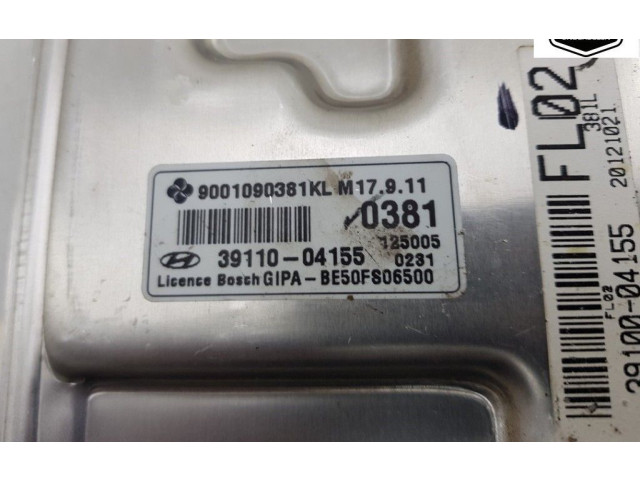 9001090381KL M17.9.11
0381
125005
39110-04155 0231
Licence Bosch GIPA-BE50FS06500
FL02
381L
20121021
FL02
39100-04155